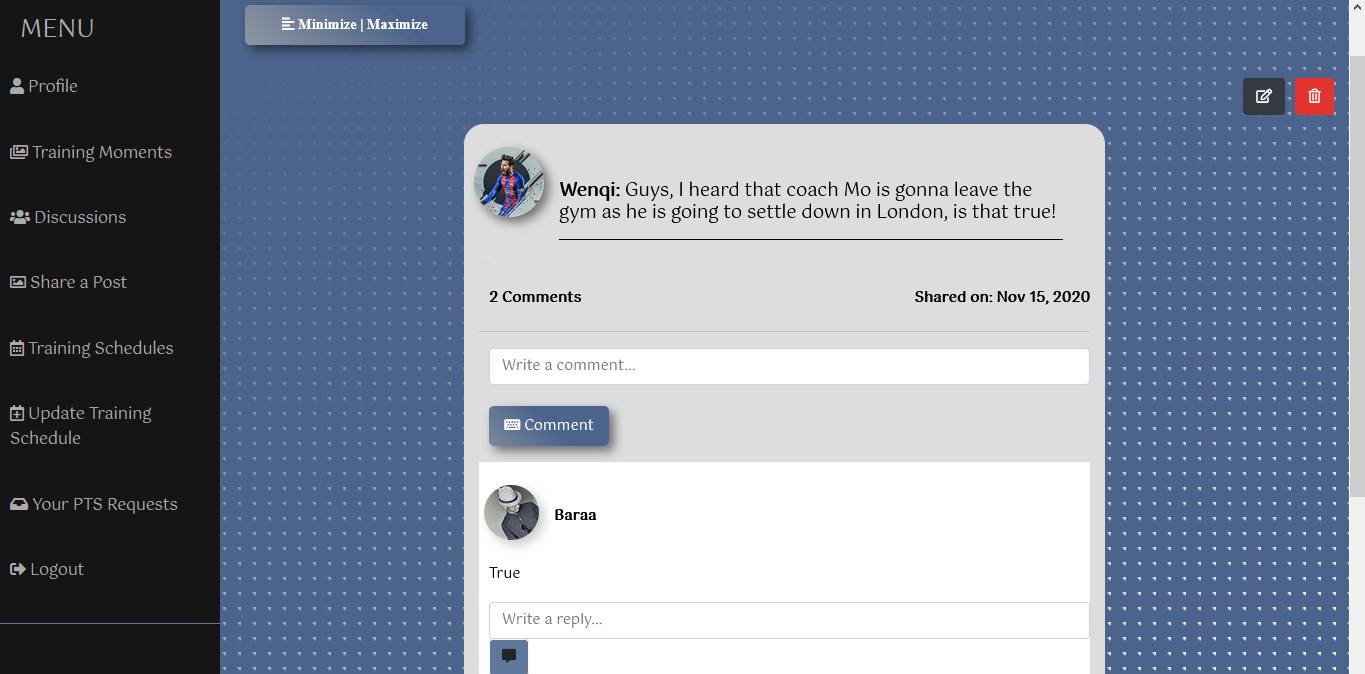 MENU
Profile
Training Moments
Discussions
Share a Post
Training Schedules
Update Training
Schedule
Your PTS Requests
Logout
Minimize | Maximize
Wenqi: Guys, I heard that coach Mo is gonna leave the
gym as he is going to settle down in London, is that true!
2 Comments
Shared on: Nov 15, 2020
Write a comment...
Comment
Baraa
True
Write a reply...